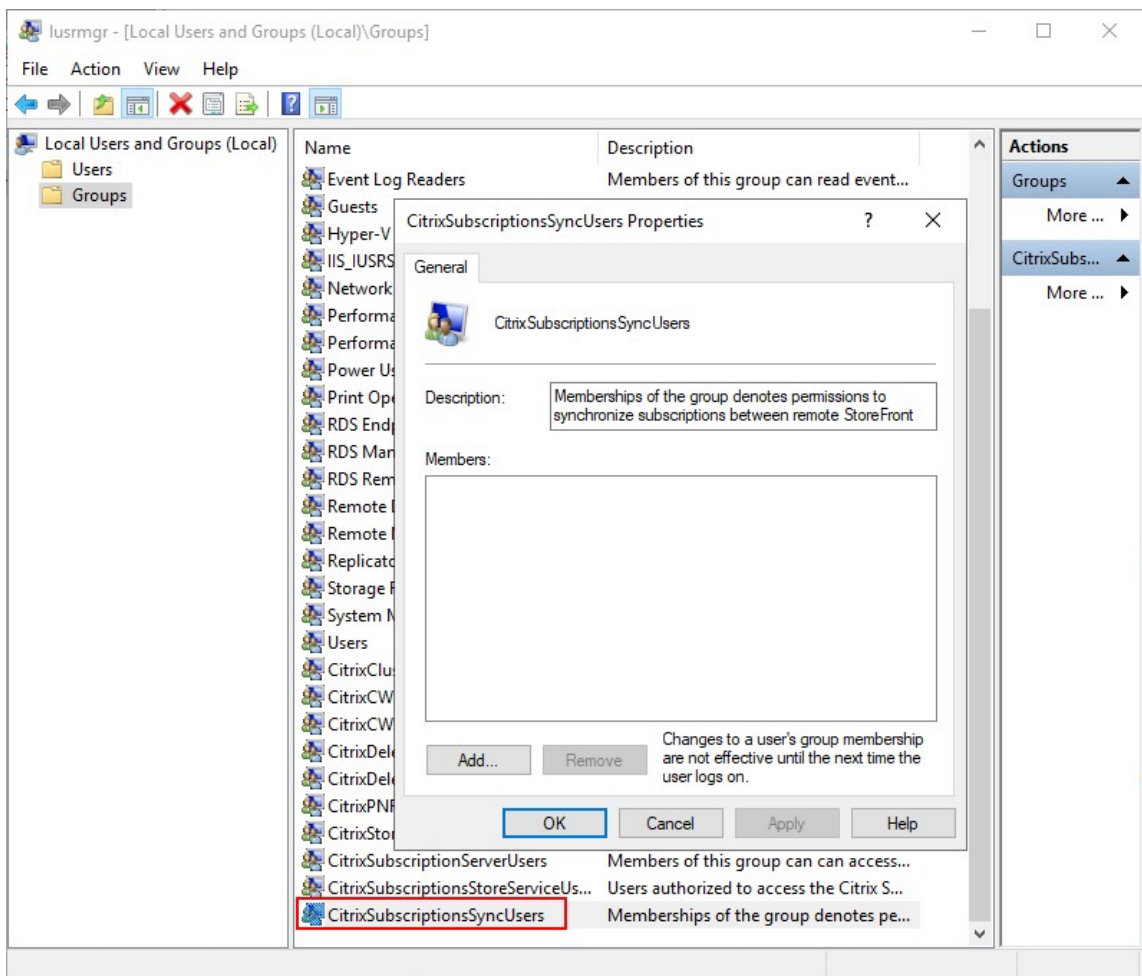 lusrmgr - [Local Users and Groups (Local)\Groups]
File Action View Help
Local Users and Groups (Local)
Users
Groups
Name Description
Event Log Readers Members of this group can read event...
Guests
Hyper-V
IIS_IUSRS
Network
Performa
Performa
Power Us
Print Ope
RDS Endp
RDS Man
RDS Rem
Remote
Remote
Replicato
Storage
System
Users
CitrixClu
CitrixCW
CitrixCW
CitrixDele
CitrixDele
CitrixPN
CitrixStor
CitrixSubscriptionServerUsers Members of this group can can access...
CitrixSubscriptionsStoreServiceUs... Users authorized to access the Citrix S...
CitrixSubscriptionsSyncUsers Memberships of the group denotes pe...
CitrixSubscriptionsSyncUsers Properties
General
CitrixSubscriptionsSyncUsers
Description: Memberships of the group denotes permissions to
synchronize subscriptions between remote StoreFront
Members:
Add... Remove
Changes to a user's group membership
are not effective until the next time the
user logs on.
OK Cancel Apply Help
Actions
Groups
More ...
CitrixSubs...
More ...